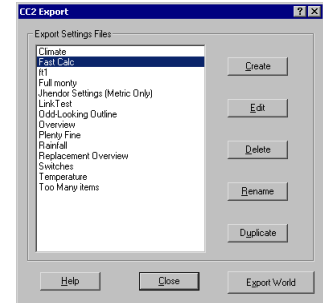 CC2 Export
Export Settings Files
Climate
Fast Calc
ft1
Full monty
Jhendor Settings (Metric Only)
LinkTest
Odd-Looking Outline
Overview
Plenty Fine
Rainfall
Replacement Overview
Switches
Temperature
Too Many items
Create
Edit
Delete
Rename
Duplicate
Help
Close
Export World